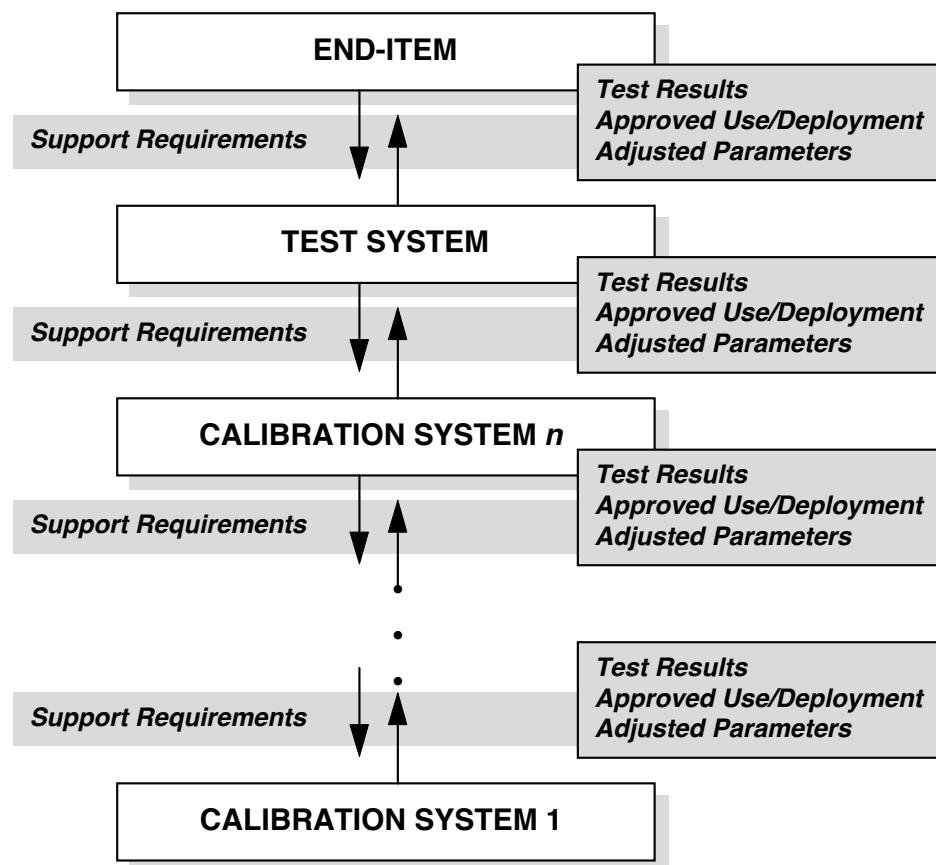 END-ITEM
Test Results
Approved Use/Deployment
Adjusted Parameters
Support Requirements
TEST SYSTEM
Test Results
Approved Use/Deployment
Adjusted Parameters
Support Requirements
CALIBRATION SYSTEM n
Test Results
Approved Use/Deployment
Adjusted Parameters
Support Requirements
Test Results
Approved Use/Deployment
Adjusted Parameters
Support Requirements
CALIBRATION SYSTEM 1